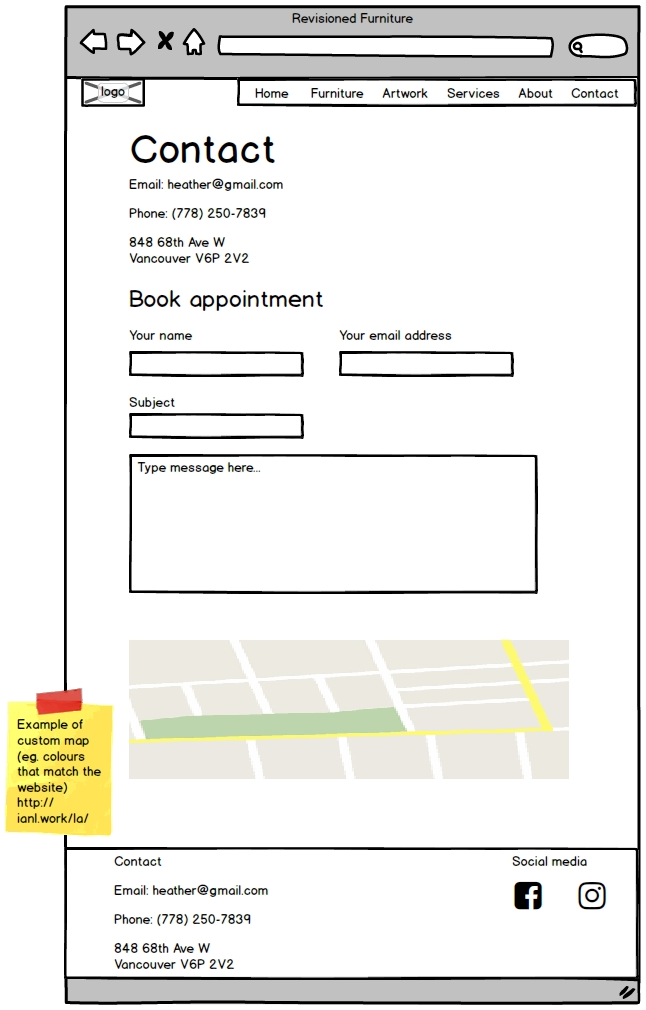 Revisioned Furniture
logo
Home Furniture Artwork Services About Contact
Contact
Email: heather@gmail.com
Phone: (778) 250-7839
848 68th Ave W
Vancouver V6P 2V2
Book appointment
Your name
Your email address
Subject
Type message here...
Example of
custom map
(eg. colours
that match the
website)
http://
ianl.work/la/
Contact
Email: heather@gmail.com
Phone: (778) 250-7839
848 68th Ave W
Vancouver V6P 2V2
Social media